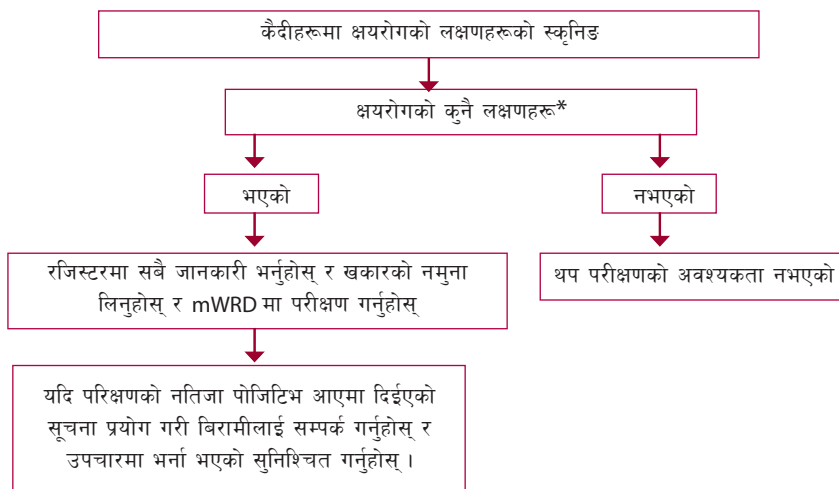 कैदीहरूमा क्षयरोगको लक्षणहरूको स्कृनिङ
क्षयरोगको कुनै लक्षणहरू*
भएको
नभएको
रजिस्टरमा सबै जानकारी भर्नुहोस् र खकारको नमुना
लिनुहोस् र mWRD मा परीक्षण गर्नुहोस्
थप परीक्षणको अवश्यकता नभएको
यदि परिक्षणको नतिजा पोजिटिभ आएमा दिईएको
सूचना प्रयोग गरी बिरामीलाई सम्पर्क गर्नुहोस् र
उपचारमा भर्ना भएको सुनिश्चित गर्नुहोस् ।